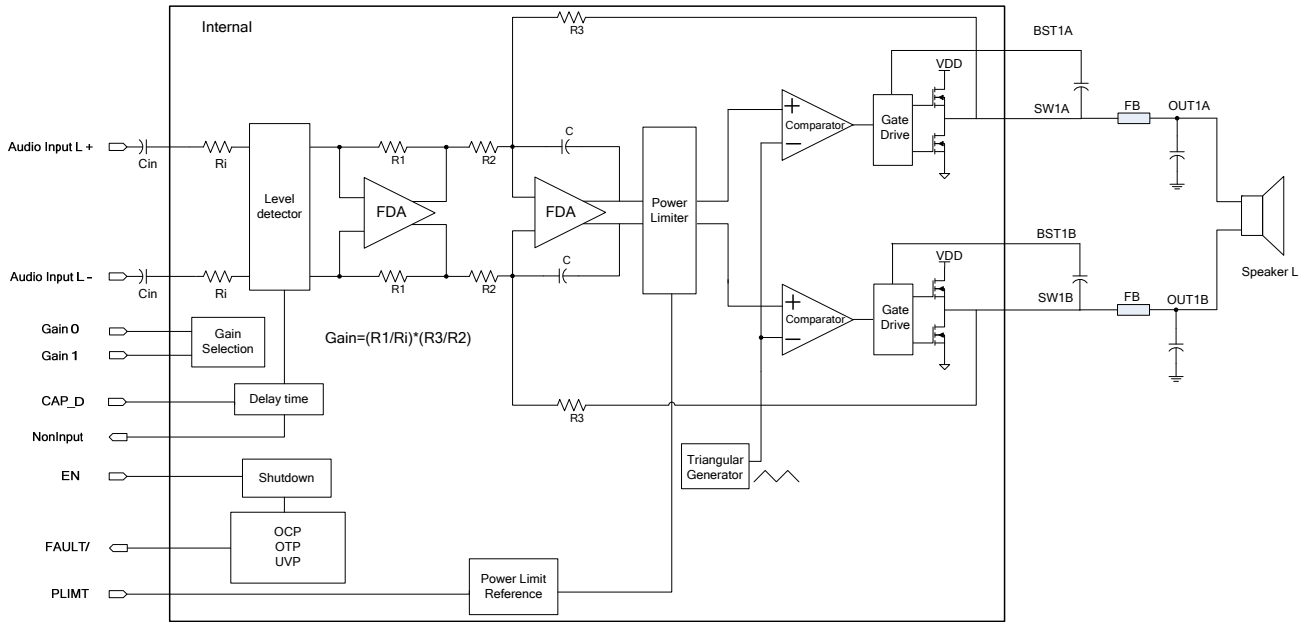 Internal
R3
BST1A
VDD
Audio Input L +
Cin
Ri
Level
detector
R1
R2
C
FDA
FDA
Power
Limiter
Comparator
Gate
Drive
SW1A
FB
OUT1A
Audio Input L -
Cin
Ri
R1
R2
C
BST1B
VDD
Comparator
Gate
Drive
SW1B
FB
OUT1B
Speaker L
Gain 0
Gain 1
Gain
Selection
Gain=(R1/Ri)*(R3/R2)
CAP_D
Delay time
R3
NonInput
EN
Shutdown
Triangular
Generator
FAULT/
OCP
OTP
UVP
PLIMT
Power Limit
Reference